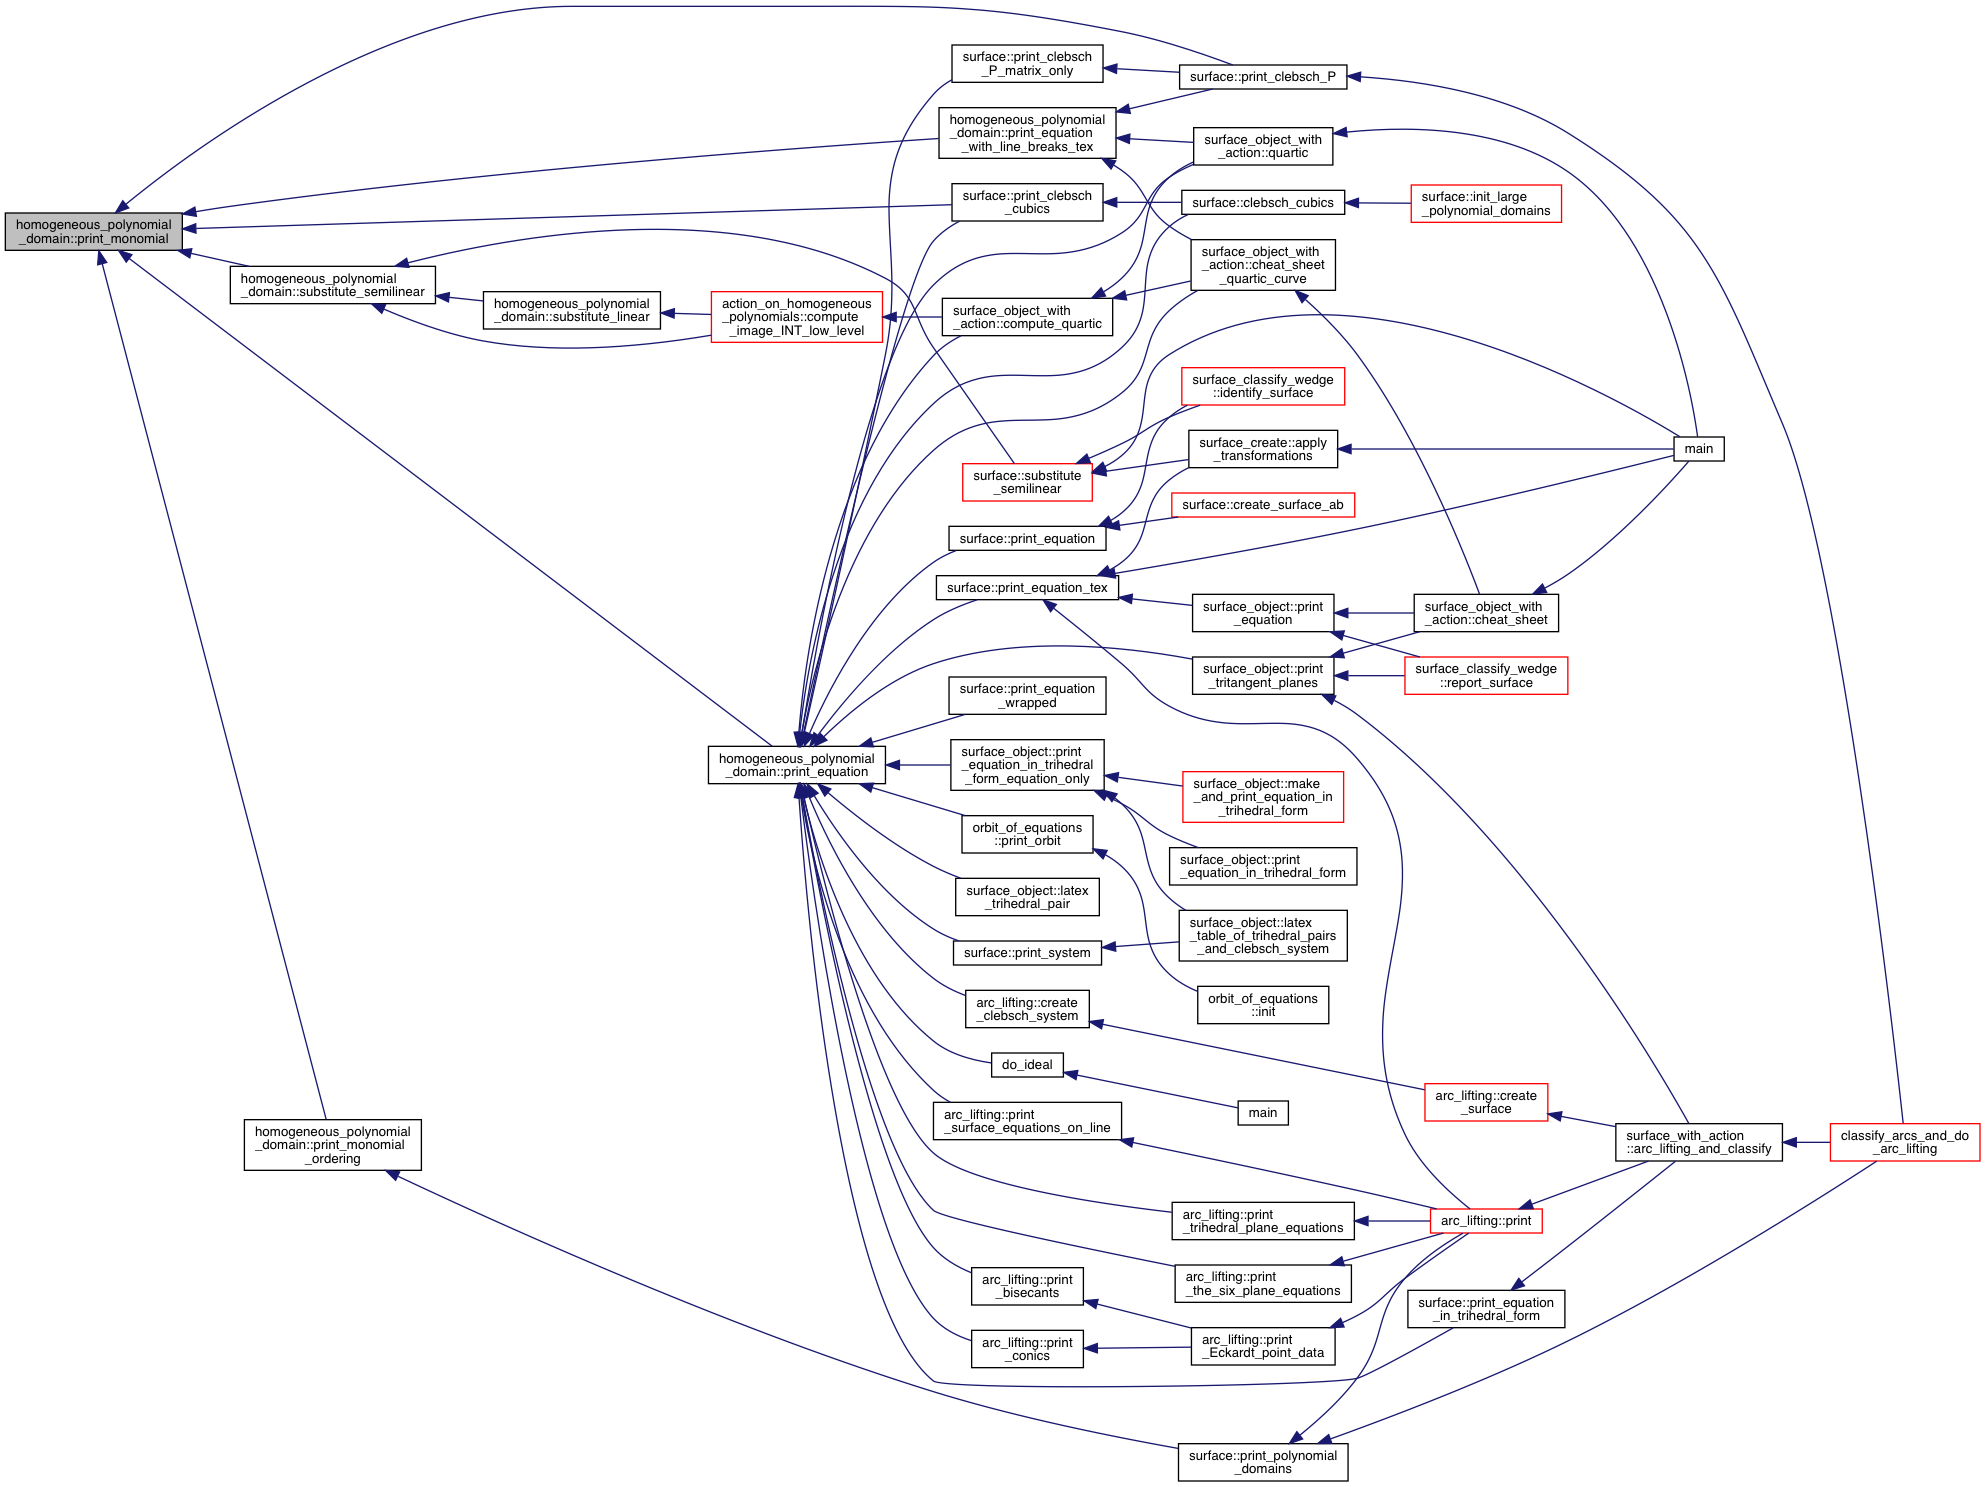 homogeneous_polynomial
_domain::print_monomial
homogeneous_polynomial
_domain::substitute_semilinear
homogeneous_polynomial
_domain::print_monomial
_ordering
homogeneous_polynomial
_domain::substitute_linear
action_on_homogeneous
_polynomials::compute
_image_INT_low_level
homogeneous_polynomial
_domain::print_equation
surface::print_clebsch
_P_matrix_only
homogeneous_polynomial
_domain::print_equation
_with_line_breaks_tex
surface::print_clebsch
_cubics
surface_object_with
_action::compute_quartic
surface::substitute
_semilinear
surface::print_equation
surface::print_equation_tex
surface::print_equation
_wrapped
surface_object::print
_equation_in_trihedral
_form_equation_only
orbit_of_equations
::print_orbit
surface_object::latex
_trihedral_pair
surface::print_system
arc_lifting::create
_clebsch_system
do_ideal
arc_lifting::print
_surface_equations_on_line
arc_lifting::print
_bisecants
arc_lifting::print
_conics
surface::print_clebsch_P
surface_object_with
_action::quartic
surface::clebsch_cubics
surface_object_with
_action::cheat_sheet
_quartic_curve
surface_classify_wedge
::identify_surface
surface_create::apply
_transformations
surface::create_surface_ab
surface_object::print
_equation
surface_object::print
_tritangent_planes
surface_object::make
_and_print_equation_in
_trihedral_form
surface_object::print
_equation_in_trihedral_form
surface_object::latex
_table_of_trihedral_pairs
_and_clebsch_system
orbit_of_equations
::init
main
arc_lifting::print
_trihedral_plane_equations
arc_lifting::print
_the_six_plane_equations
arc_lifting::print
_Eckardt_point_data
surface::print_polynomial
_domains
surface::init_large
_polynomial_domains
surface_object_with
_action::cheat_sheet
surface_classify_wedge
::report_surface
arc_lifting::create
_surface
arc_lifting::print
surface::print_equation
_in_trihedral_form
main
surface_with_action
::arc_lifting_and_classify
classify_arcs_and_do
_arc_lifting